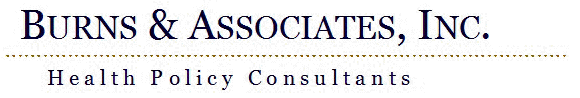 BURNS & ASSOCIATES, INC.
Health Policy Consultants